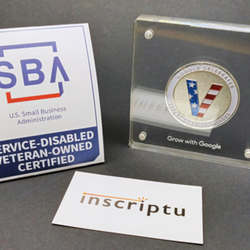 SBA
U.S. Small Business
Administration
SERVICE-DISABLED
VETERAN-OWNED
CERTIFIED
V
Grow with Google
inscriptu